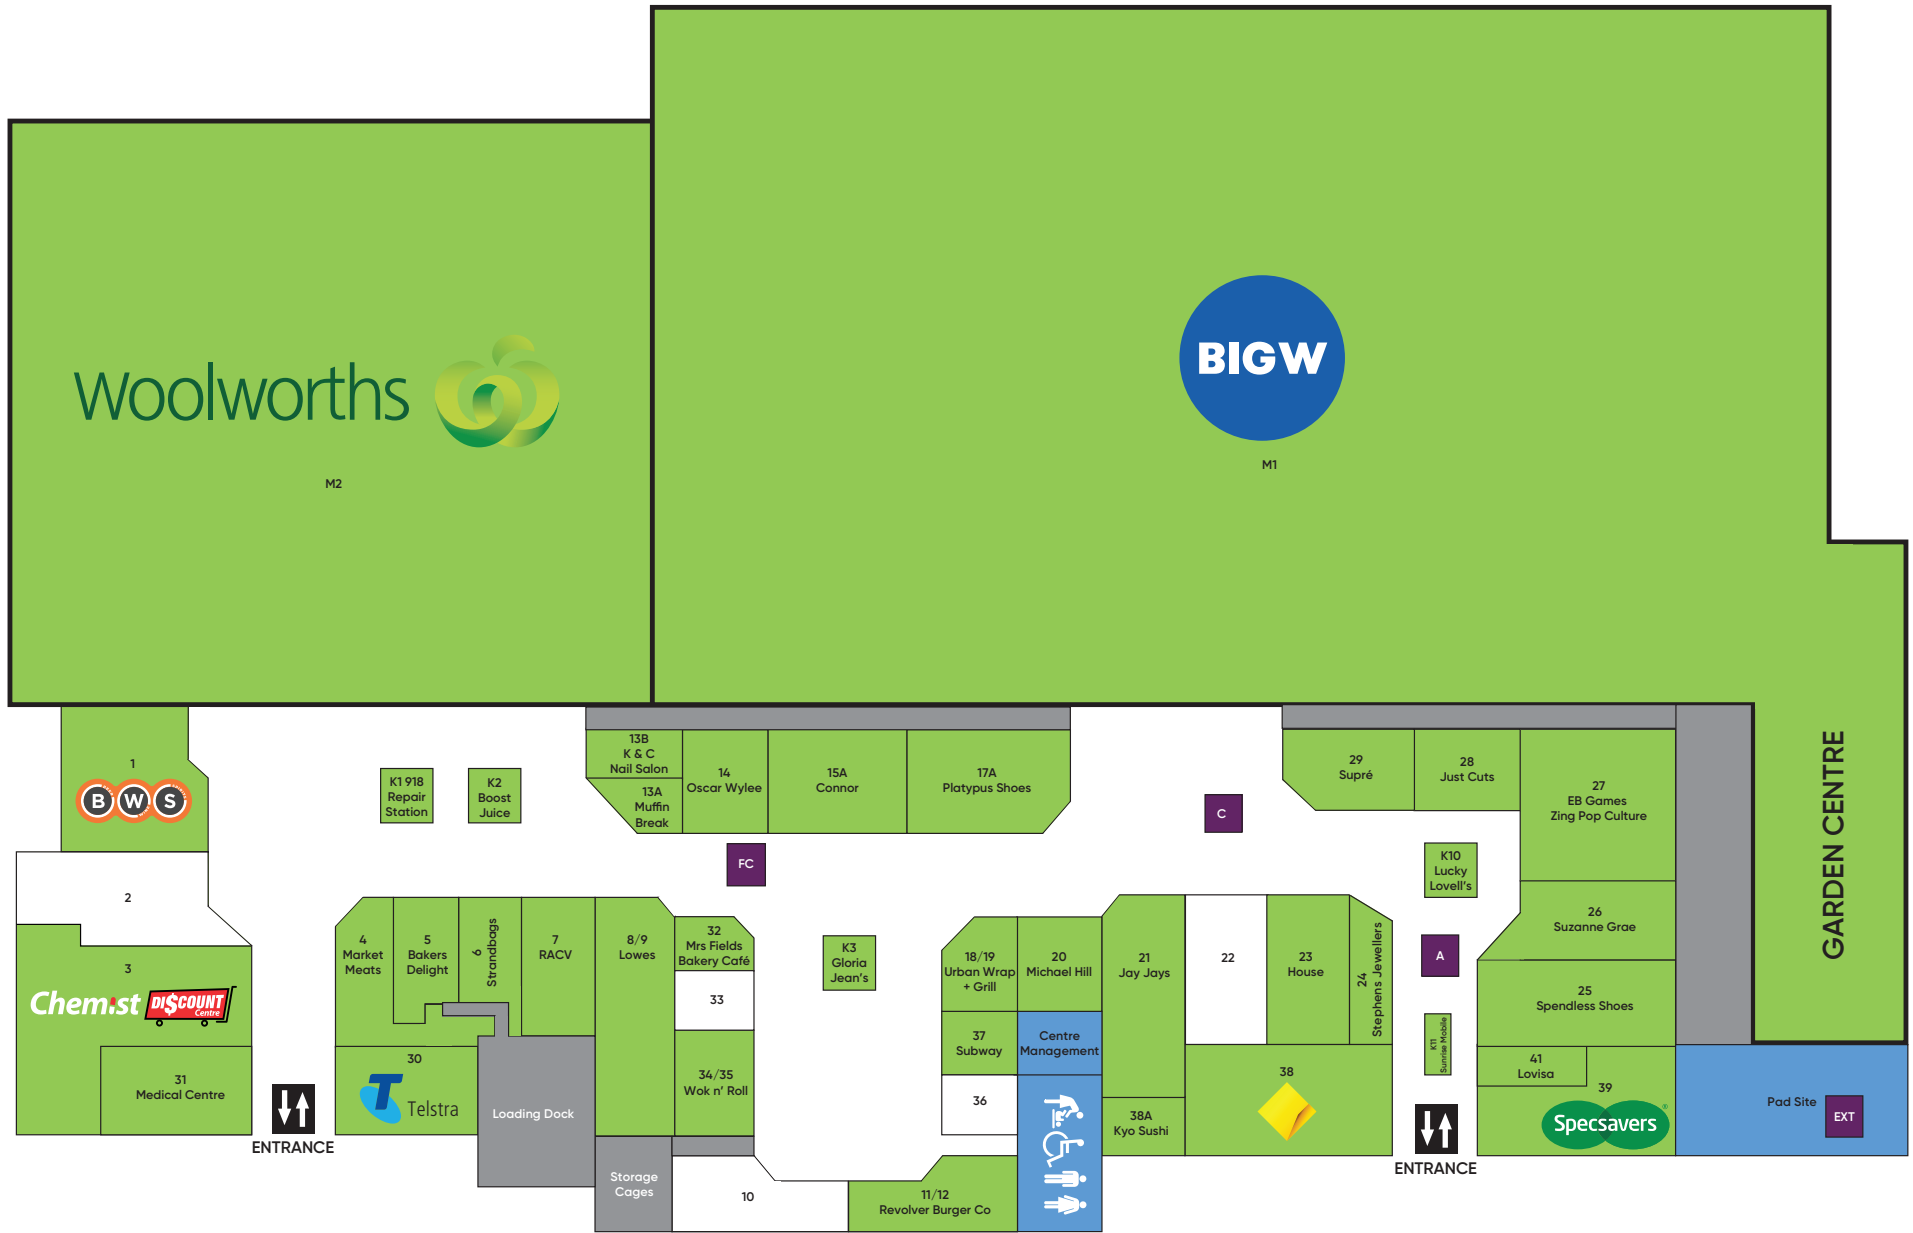 Woolworths
M2
BIGW
M1
GARDEN CENTRE
1
BWS
2
3
Chemist DI$COUNT
Centre
31
Medical Centre
ENTRANCE
K1 918
Repair
Station
K2
Boost
Juice
13B
K & C
Nail Salon
13A
Muffin
Break
14
Oscar Wylee
15A
Connor
17A
Platypus Shoes
FC
C
29
Supré
28
Just Cuts
27
EB Games
Zing Pop Culture
K10
Lucky
Lovell's
26
Suzanne Grae
A
25
Spendless Shoes
K11
Sunrise Mobile
41
Lovisa
39
Specsavers
Pad Site
EXT
ENTRANCE
4
Market
Meats
5
Bakers
Delight
6
Strandbags
7
RACV
8/9
Lowes
32
Mrs Fields
Bakery Café
33
34/35
Wok n' Roll
30
Telstra
Loading Dock
Storage
Cages
10
11/12
Revolver Burger Co
K3
Gloria
Jean's
18/19
Urban Wrap
+ Grill
20
Michael Hill
37
Subway
Centre
Management
36
21
Jay Jays
38A
Kyo Sushi
22
23
House
24
Stephens Jewellers
38